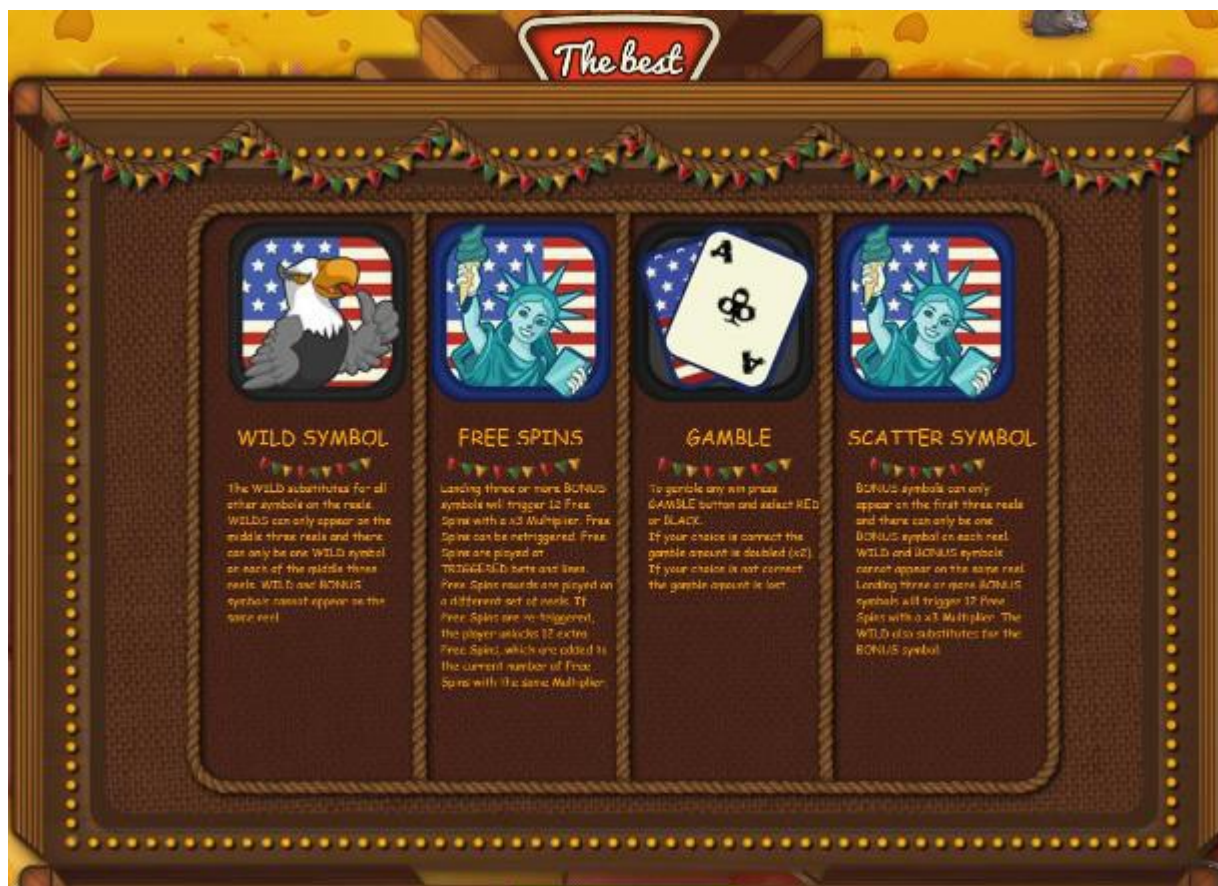 The best
A
A
WILD SYMBOL
The WILD substitutes for all
other symbols on the reels.
WILDS can only appear on the
middle three reels and there
can only be one WILD symbol
on each of the middle three
reels. WILD and BONUS
symbols cannot appear on the
same reel.
FREE SPINS
Landing three or more BONUS
symbols will trigger 12 Free
Spins with a x3 Multiplier. Free
Spins can be retriggered. Free
Spins are played at
TRIGGERED bets and lines.
Free Spins rounds are played on
a different set of reels. If
Free Spins are re-triggered,
the player unlocks 12 extra
Free Spins, which are added to
the current number of Free
Spins with the same Multiplier.
GAMBLE
To gamble any win press
GAMBLE button and select RED
or BLACK.
If your choice is correct the
gamble amount is doubled (x2)
If your choice is not correct
the gamble amount is lost.
SCATTER SYMBOL
BONUS symbols can only
appear on the first three reels
and there can only be one
BONUS symbol on each reel.
WILD and BONUS symbols
cannot appear on the same reel.
Landing three or more BONUS
symbols will trigger 12 Free
Spins with a x3 Multiplier. The
WILD also substitutes for the
BONUS symbol.